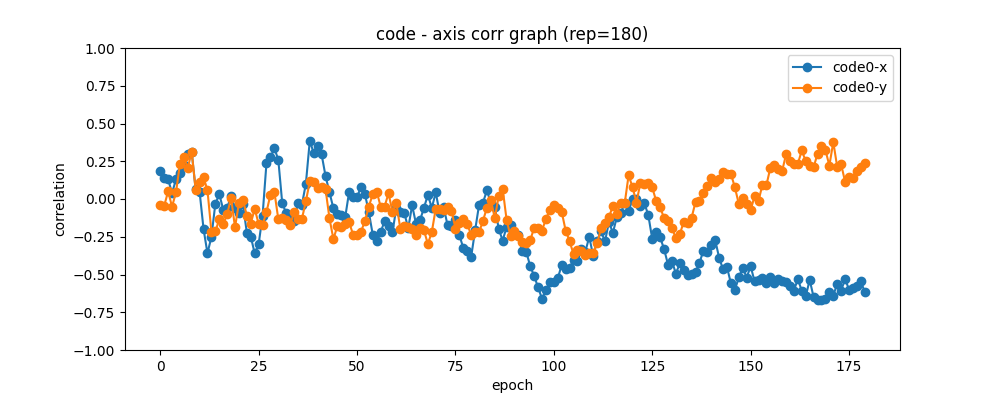 code - axis corr graph (rep=180)
1.00
0.75
0.50
0.25
0.00
−0.25
−0.50
−0.75
−1.00
correlation
code0-x
code0-y
0 25 50 75 100 125 150 175
epoch